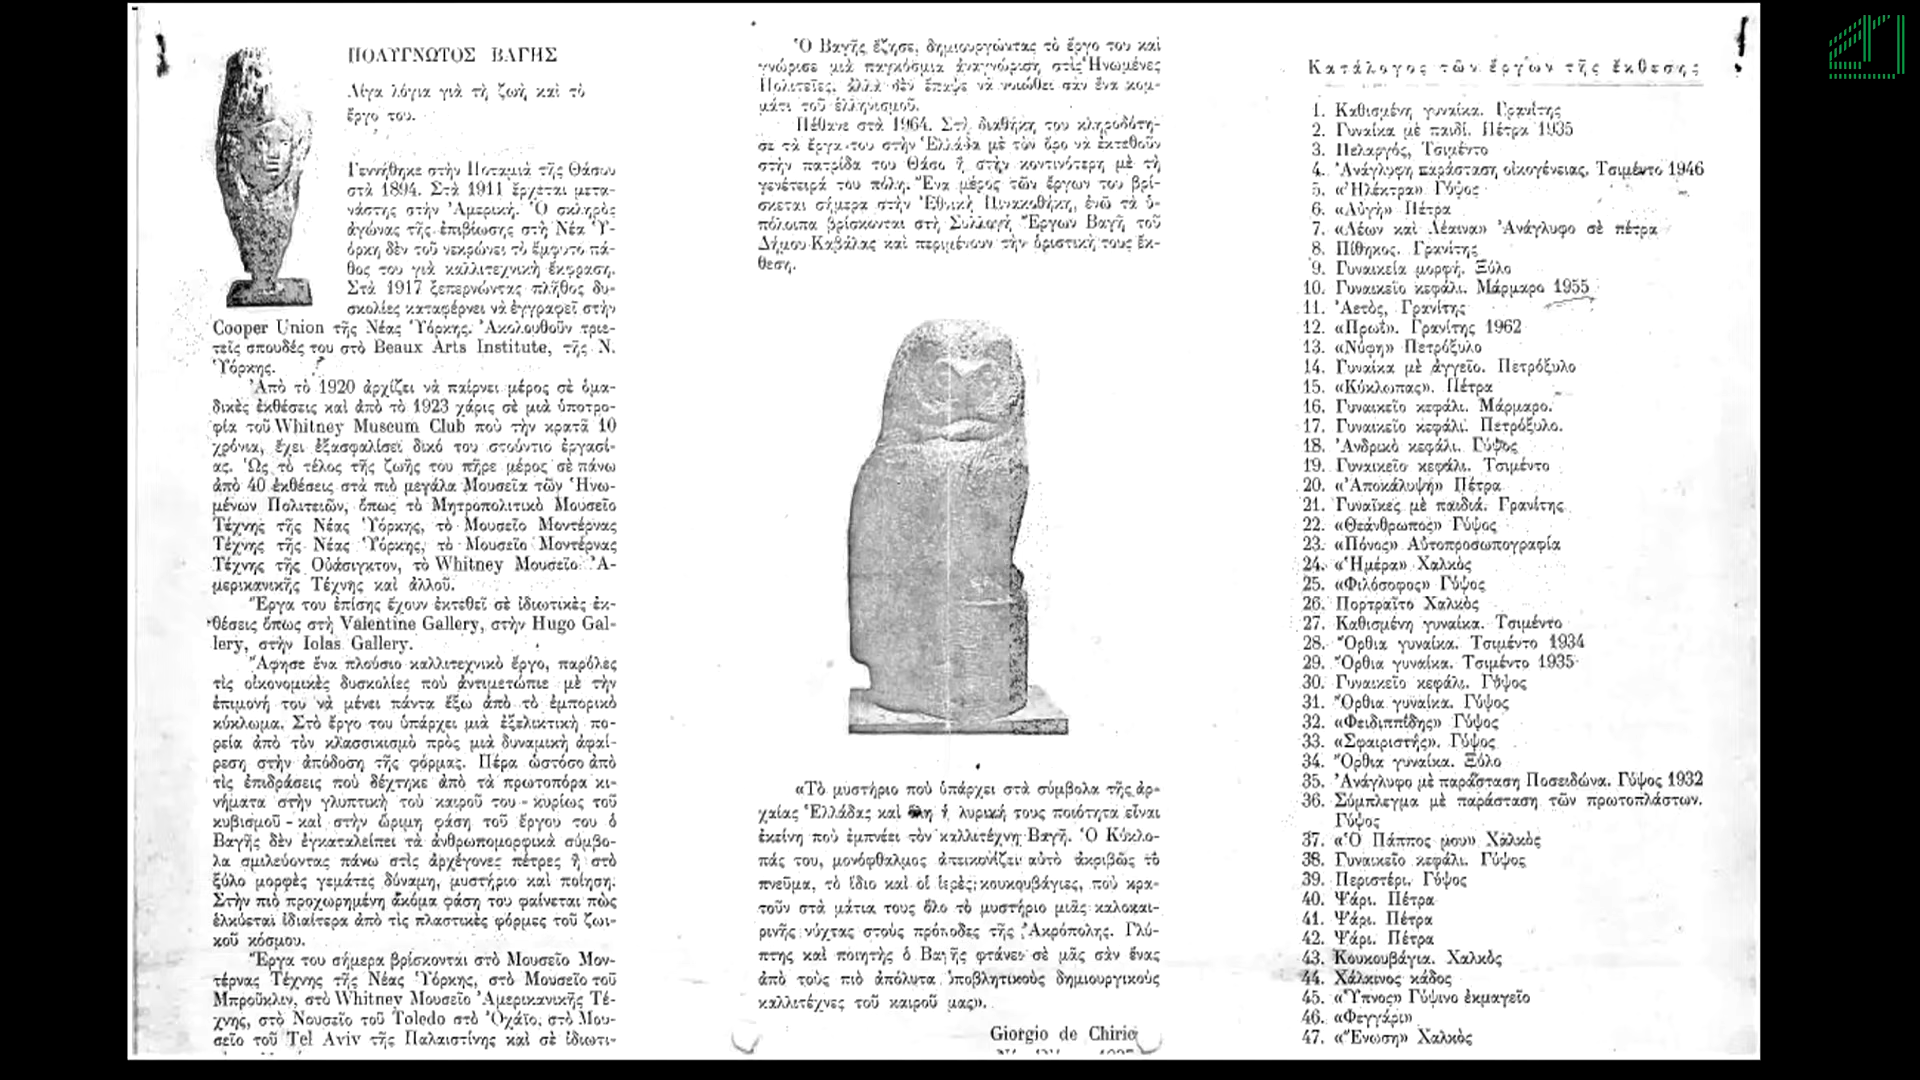 ΠΟΛΥΓΝΩΤΟΣ ΒΑΓΗΣ
Λίγα λόγια γιὰ τὴ ζωὴ καὶ τὸ
ἔργο του.
Γεννήθηκε στὴν Ποταμιὰ τῆς Θάσου
στὰ 1894. Στὰ 1911 ἔρχεται μετα-
νάστης στὴν Ἀμερική. Ὁ σκληρὸς
ἀγώνας τῆς ἐπιβίωσης στὴ Νέα Ὑ-
όρκη δὲν τοῦ νεκρώνει τὸ ἔμφυτο πά-
θος του γιὰ καλλιτεχνικὴ ἔκφραση.
Στὰ 1917 ξεπερνώντας πλῆθος δυ-
σκολίες καταφέρνει νὰ ἐγγραφεῖ στὴν
Cooper Union τῆς Νέας Ὑόρκης. Ἀκολουθοῦν τριε-
τεῖς σπουδές του στὸ Beaux Arts Institute, τῆς Ν.
Ὑόρκης.
Ἀπὸ τὸ 1920 ἀρχίζει νὰ παίρνει μέρος σὲ ὁμα-
δικὲς ἐκθέσεις καὶ ἀπὸ τὸ 1923 χάρις σὲ μιὰ ὑποτρο-
φία τοῦ Whitney Museum Club ποὺ τὴν κρατᾶ 10
χρόνια, ἔχει ἐξασφαλίσει δικό του στούντιο ἐργασί-
ας. Ὡς τὸ τέλος τῆς ζωῆς του πῆρε μέρος σὲ πάνω
ἀπὸ 40 ἐκθέσεις στὰ πιὸ μεγάλα Μουσεῖα τῶν Ἡνω-
μένων Πολιτειῶν, ὅπως τὸ Μητροπολιτικὸ Μουσεῖο
Τέχνης τῆς Νέας Ὑόρκης, τὸ Μουσεῖο Μοντέρνας
Τέχνης τῆς Νέας Ὑόρκης, τὸ Μουσεῖο Μοντέρνας
Τέχνης τῆς Οὐάσιγκτον, τὸ Whitney Μουσεῖο Ἀ-
μερικανικῆς Τέχνης καὶ ἀλλοῦ.
Ἔργα του ἐπίσης ἔχουν ἐκτεθεῖ σὲ ἰδιωτικὲς ἐκ-
θέσεις ὅπως στὴ Valentine Gallery, στὴν Hugo Gal-
lery, στὴν Iolas Gallery.
Ἄφησε ἕνα πλούσιο καλλιτεχνικὸ ἔργο, παρόλες
τὶς οἰκονομικὲς δυσκολίες ποὺ ἀντιμετώπιε μὲ τὴν
ἐπιμονή του νὰ μένει πάντα ἔξω ἀπὸ τὸ ἐμπορικὸ
κύκλωμα. Στὸ ἔργο του ὑπάρχει μιὰ ἐξελικτικὴ πο-
ρεία ἀπὸ τὸν κλασσικισμὸ πρὸς μιὰ δυναμικὴ ἀφαί-
ρεση στὴν ἀπόδοση τῆς φόρμας. Πέρα ὡστόσο ἀπὸ
τὶς ἐπιδράσεις ποὺ δέχτηκε ἀπὸ τὰ πρωτοπόρα κι-
νήματα στὴν γλυπτικὴ τοῦ καιροῦ του - κυρίως τοῦ
κυβισμοῦ - καὶ στὴν ὥριμη φάση τοῦ ἔργου του ὁ
Βαγῆς δὲν ἐγκαταλείπει τὰ ἀνθρωπομορφικὰ σύμβο-
λα σμιλεύοντας πάνω στὶς ἀρχέγονες πέτρες ἢ στὸ
ξύλο μορφὲς γεμάτες δύναμη, μυστήριο καὶ ποίηση.
Στὴν πιὸ προχωρημένη ἀκόμα φάση του φαίνεται πὼς
ἑλκύεται ἰδιαίτερα ἀπὸ τὶς πλαστικὲς φόρμες τοῦ ζωι-
κοῦ κόσμου.
Ἔργα του σήμερα βρίσκονται στὸ Μουσεῖο Μον-
τέρνας Τέχνης τῆς Νέας Ὑόρκης, στὸ Μουσεῖο τοῦ
Μπροῦκλιν, στὸ Whitney Μουσεῖο Ἀμερικανικῆς Τέ-
χνης, στὸ Νουσεῖο τοῦ Toledo στὸ Ὀχάϊο, στὸ Μου-
σεῖο τοῦ Tel Aviv τῆς Παλαιστίνης καὶ σὲ ἰδιωτι-
Ὁ Βαγῆς ἔζησε, δημιουργώντας τὸ ἔργο του καὶ
γνώρισε μιὰ παγκόσμια ἀναγνώριση στὶς Ἡνωμένες
Πολιτεῖες, ἀλλὰ δὲν ἔπαψε νὰ νοιώθει σὰν ἕνα κομ-
μάτι τοῦ ἑλληνισμοῦ.
Πέθανε στὰ 1964. Στὴ διαθήκη του κληροδότη-
σε τὰ ἔργα του στὴν Ἑλλάδα μὲ τὸν ὅρο νὰ ἐκτεθοῦν
στὴν πατρίδα του Θάσο ἢ στὴν κοντινότερη μὲ τὴ
γενέτειρά του πόλη. Ἕνα μέρος τῶν ἔργων του βρί-
σκεται σήμερα στὴν Ἐθνικὴ Πινακοθήκη, ἐνῶ τὰ ὑ-
πόλοιπα βρίσκονται στὴ Συλλογὴ Ἔργων Βαγῆ τοῦ
Δήμου Καβάλας καὶ περιμένουν τὴν ὁριστική τους ἔκ-
θεση.
«Τὸ μυστήριο ποὺ ὑπάρχει στὰ σύμβολα τῆς ἀρ-
χαίας Ἑλλάδας καὶ ὅλη ἡ λυρική τους ποιότητα εἶναι
ἐκείνη ποὺ ἐμπνέει τὸν καλλιτέχνη Βαγῆ. Ὁ Κύκλο-
πάς του, μονόφθαλμος ἀπεικονίζει αὐτὸ ἀκριβῶς τὸ
πνεῦμα, τὸ ἴδιο καὶ οἱ ἱερὲς κουκουβάγιες, ποὺ κρα-
τοῦν στὰ μάτια τους ὅλο τὸ μυστήριο μιᾶς καλοκαι-
ρινῆς νύχτας στοὺς πρόποδες τῆς Ἀκρόπολης. Γλύ-
πτης καὶ ποιητὴς ὁ Βαγῆς φτάνει σὲ μᾶς σὰν ἕνας
ἀπὸ τοὺς πιὸ ἀπόλυτα ὑποβλητικοὺς δημιουργικοὺς
καλλιτέχνες τοῦ καιροῦ μας».
Giorgio de Chirio
Κατάλογος τῶν ἔργων τῆς ἔκθεσης
1. Καθισμένη γυναίκα. Γρανίτης
2. Γυναίκα μὲ παιδί. Πέτρα 1935
3. Πελαργός, Τσιμέντο
4. Ἀνάγλυφη παράσταση οἰκογένειας. Τσιμέντο 1946
5. «Ἠλέκτρα» Γύψος
6. «Αὐγὴ» Πέτρα
7. «Λέων καὶ Λέαινα» Ἀνάγλυφο σὲ πέτρα
8. Πίθηκος. Γρανίτης
9. Γυναικεία μορφή. Ξύλο
10. Γυναικεῖο κεφάλι. Μάρμαρο 1955
11. Ἀετὸς, Γρανίτης
12. «Πρωΐ». Γρανίτης 1962
13. «Νύφη» Πετρόξυλο
14. Γυναίκα μὲ ἀγγεῖο. Πετρόξυλο
15. «Κύκλωπας». Πέτρα
16. Γυναικεῖο κεφάλι. Μάρμαρο.
17. Γυναικεῖο κεφάλι. Πετρόξυλο.
18. Ἀνδρικὸ κεφάλι. Γύψος
19. Γυναικεῖο κεφάλι. Τσιμέντο
20. «Ἀποκάλυψη» Πέτρα
21. Γυναῖκες μὲ παιδιά. Γρανίτης
22. «Θεάνθρωπος» Γύψος
23. «Πόνος» Αὐτοπροσωπογραφία
24. «Ἡμέρα» Χαλκὸς
25. «Φιλόσοφος» Γύψος
26. Πορτραῖτο Χαλκὸς
27. Καθισμένη γυναίκα. Τσιμέντο
28. Ὄρθια γυναίκα. Τσιμέντο 1934
29. Ὄρθια γυναίκα. Τσιμέντο 1935
30. Γυναικεῖο κεφάλι. Γύψος
31. Ὄρθια γυναίκα. Γύψος
32. «Φειδιππίδης» Γύψος
33. «Σφαιριστής». Γύψος
34. Ὄρθια γυναίκα. Ξύλο
35. Ἀνάγλυφο μὲ παράσταση Ποσειδώνα. Γύψος 1932
36. Σύμπλεγμα μὲ παράσταση τῶν πρωτοπλάστων.
Γύψος
37. «Ὁ Πάππος μου» Χαλκὸς
38. Γυναικεῖο κεφάλι. Γύψος
39. Περιστέρι. Γύψος
40. Ψάρι. Πέτρα
41. Ψάρι. Πέτρα
42. Ψάρι. Πέτρα
43. Κουκουβάγια. Χαλκὸς
44. Χάλκινος κάδος
45. «Ὕπνος» Γύψινο ἐκμαγεῖο
46. «Φεγγάρι»
47. «Ἕνωση» Χαλκὸς